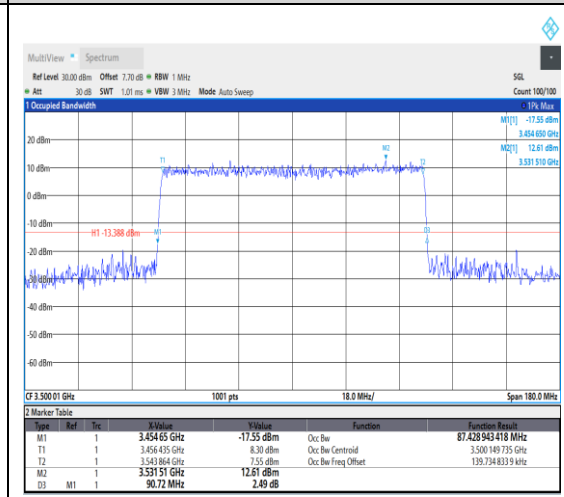 MultiView Spectrum
Ref Level 30.00 dBm Offset 7.70 dB RBW 1 MHz SGL
Att 30 dB SWT 1.01 ms VBW 3 MHz Mode Auto Sweep Count 100/100
1 Occupied Bandwidth 1Pk Max
M1[1] -17.55 dBm
3.454 650 GHz
M2[1] 12.61 dBm
3.531 510 GHz
M2
T1 T2
20 dBm
10 dBm
0 dBm
-10 dBm
H1 -13.388 dBm M1 D3
-20 dBm
-30 dBm
-40 dBm
-50 dBm
-60 dBm
CF 3.500 01 GHz 1001 pts 18.0 MHz/ Span 180.0 MHz
2 Marker Table
Type Ref Trc X-Value Y-Value Function Function Result
M1 1 3.454 65 GHz -17.55 dBm Occ Bw 87.428 943 418 MHz
T1 1 3.456 435 GHz 8.30 dBm Occ Bw Centroid 3.500 149 735 GHz
T2 1 3.543 864 GHz 7.55 dBm Occ Bw Freq Offset 139.734 833 9 kHz
M2 1 3.531 51 GHz 12.61 dBm
D3 M1 1 90.72 MHz 2.49 dB